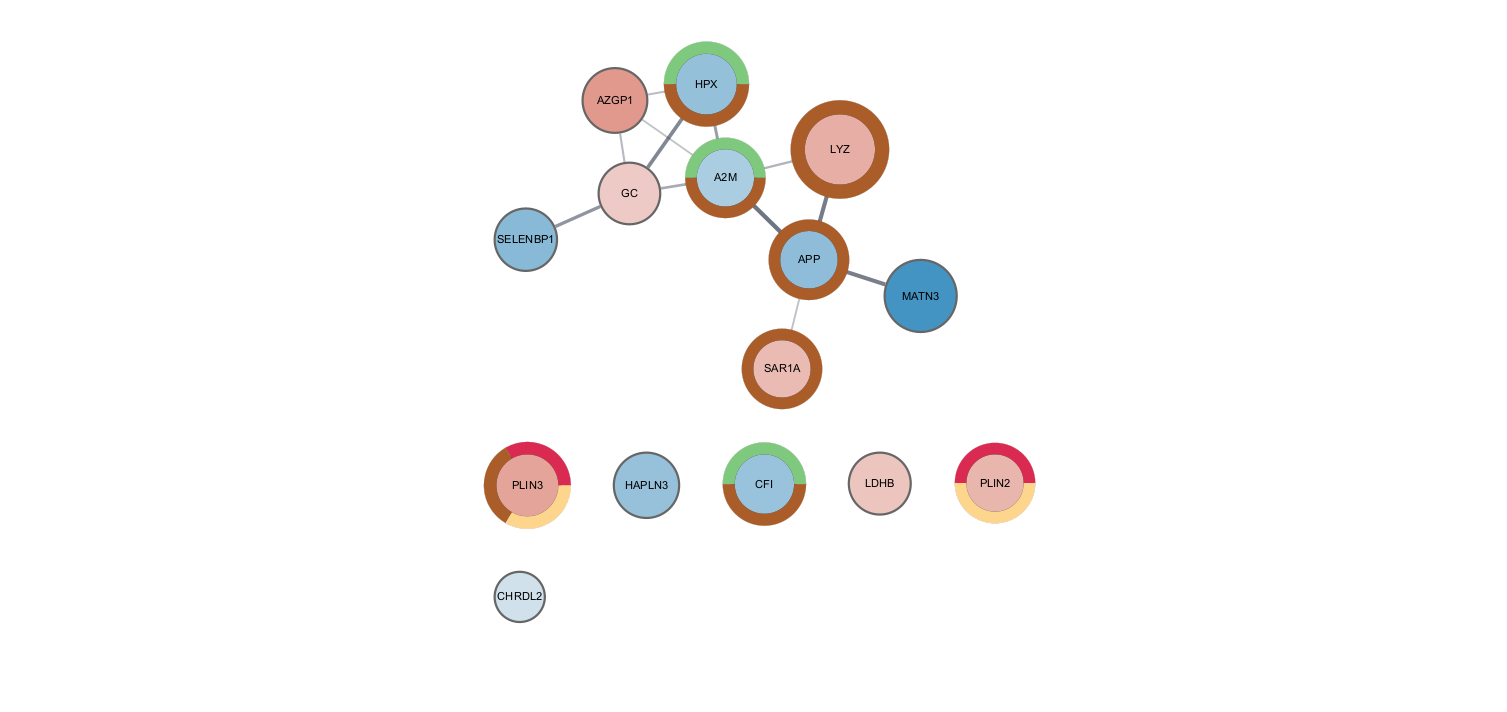 HPX
AZGP1
LYZ
A2M
GC
SELENBP1
APP
MATN3
SAR1A
PLIN3
HAPLN3
CFI
LDHB
PLIN2
CHRDL2